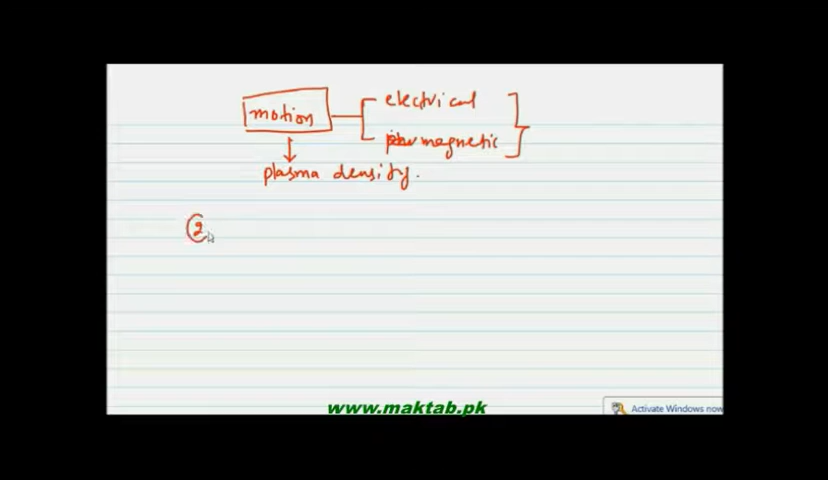 electrical
motion
magnetic
plasma density.
2
www.maktab.pk
Activate Windows now